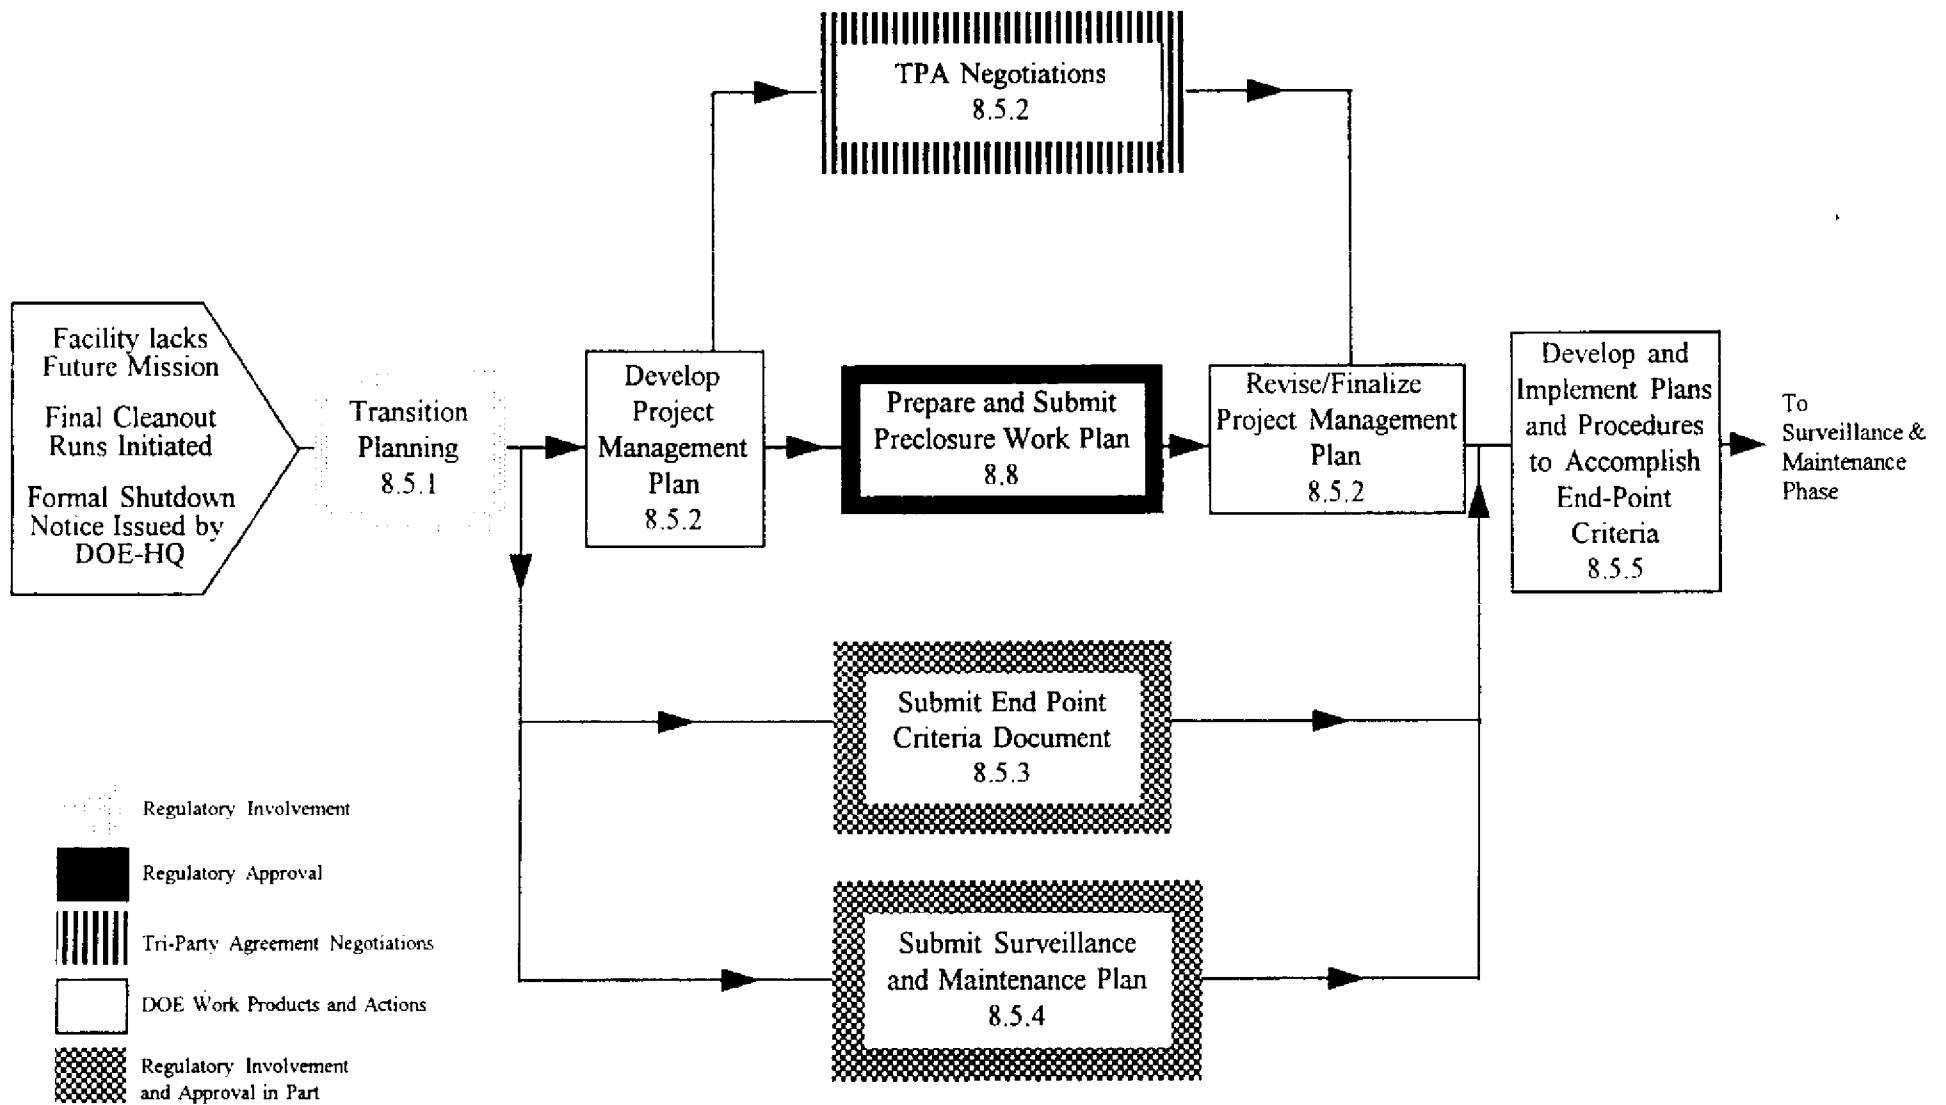 TPA Negotiations
8.5.2
Facility lacks
Future Mission
Final Cleanout
Runs Initiated
Formal Shutdown
Notice Issued by
DOE-HQ
Transition
Planning
8.5.1
Develop
Project
Management
Plan
8.5.2
Prepare and Submit
Preclosure Work Plan
8.8
Revise/Finalize
Project Management
Plan
8.5.2
Develop and
Implement Plans
and Procedures
to Accomplish
End-Point
Criteria
8.5.5
To
Surveillance &
Maintenance
Phase
Submit End Point
Criteria Document
8.5.3
Submit Surveillance
and Maintenance Plan
8.5.4
Regulatory Involvement
Regulatory Approval
Tri-Party Agreement Negotiations
DOE Work Products and Actions
Regulatory Involvement
and Approval in Part